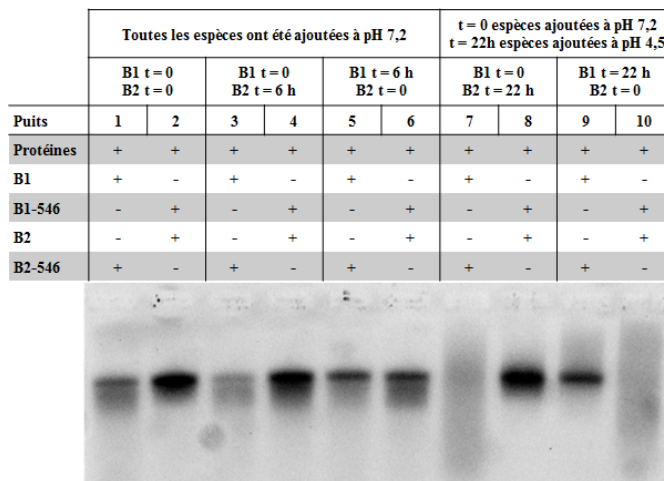 Toutes les espèces ont été ajoutées à pH 7,2
t = 0 espèces ajoutées à pH 7,2
t = 22h espèces ajoutées à pH 4,5
B1 t = 0
B2 t = 0
B1 t = 0
B2 t = 6 h
B1 t = 6 h
B2 t = 0
B1 t = 0
B2 t = 22 h
B1 t = 22 h
B2 t = 0
Puits 1 2 3 4 5 6 7 8 9 10
Protéines + + + + + + + + + +
B1 + - + - + - + - + -
B1-546 - + - + - + - + - +
B2 - + - + - + - + - +
B2-546 + - + - + - + - + -